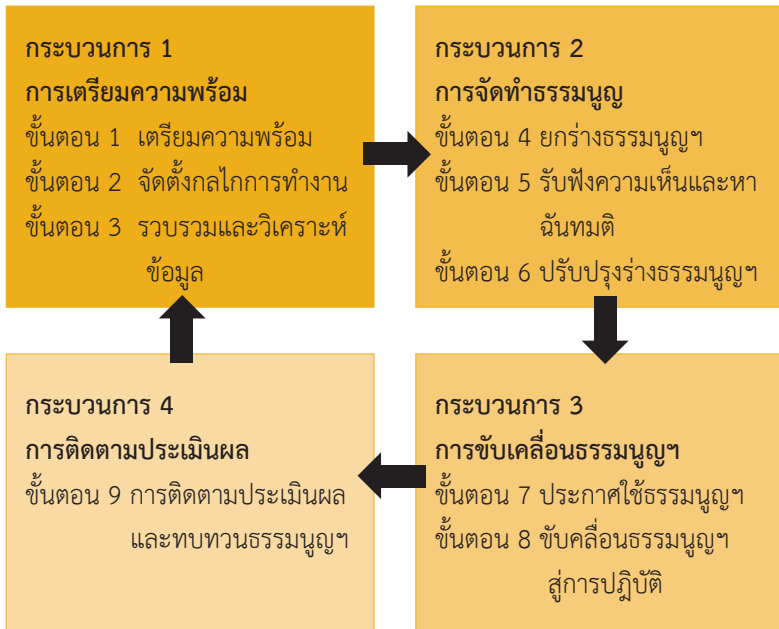 กระบวนการ 1
การเตรียมความพร้อม
ขั้นตอน 1 เตรียมความพร้อม
ขั้นตอน 2 จัดตั้งกลไกการทำงาน
ขั้นตอน 3 รวบรวมและวิเคราะห์
ข้อมูล
กระบวนการ 2
การจัดทำธรรมนูญ
ขั้นตอน 4 ยกร่างธรรมนูญฯ
ขั้นตอน 5 รับฟังความเห็นและหา
ฉันทมติ
ขั้นตอน 6 ปรับปรุงร่างธรรมนูญฯ
กระบวนการ 3
การขับเคลื่อนธรรมนูญฯ
ขั้นตอน 7 ประกาศใช้ธรรมนูญฯ
ขั้นตอน 8 ขับคลื่อนธรรมนูญฯ
สู่การปฎิบัติ
กระบวนการ 4
การติดตามประเมินผล
ขั้นตอน 9 การติดตามประเมินผล
และทบทวนธรรมนูญฯ